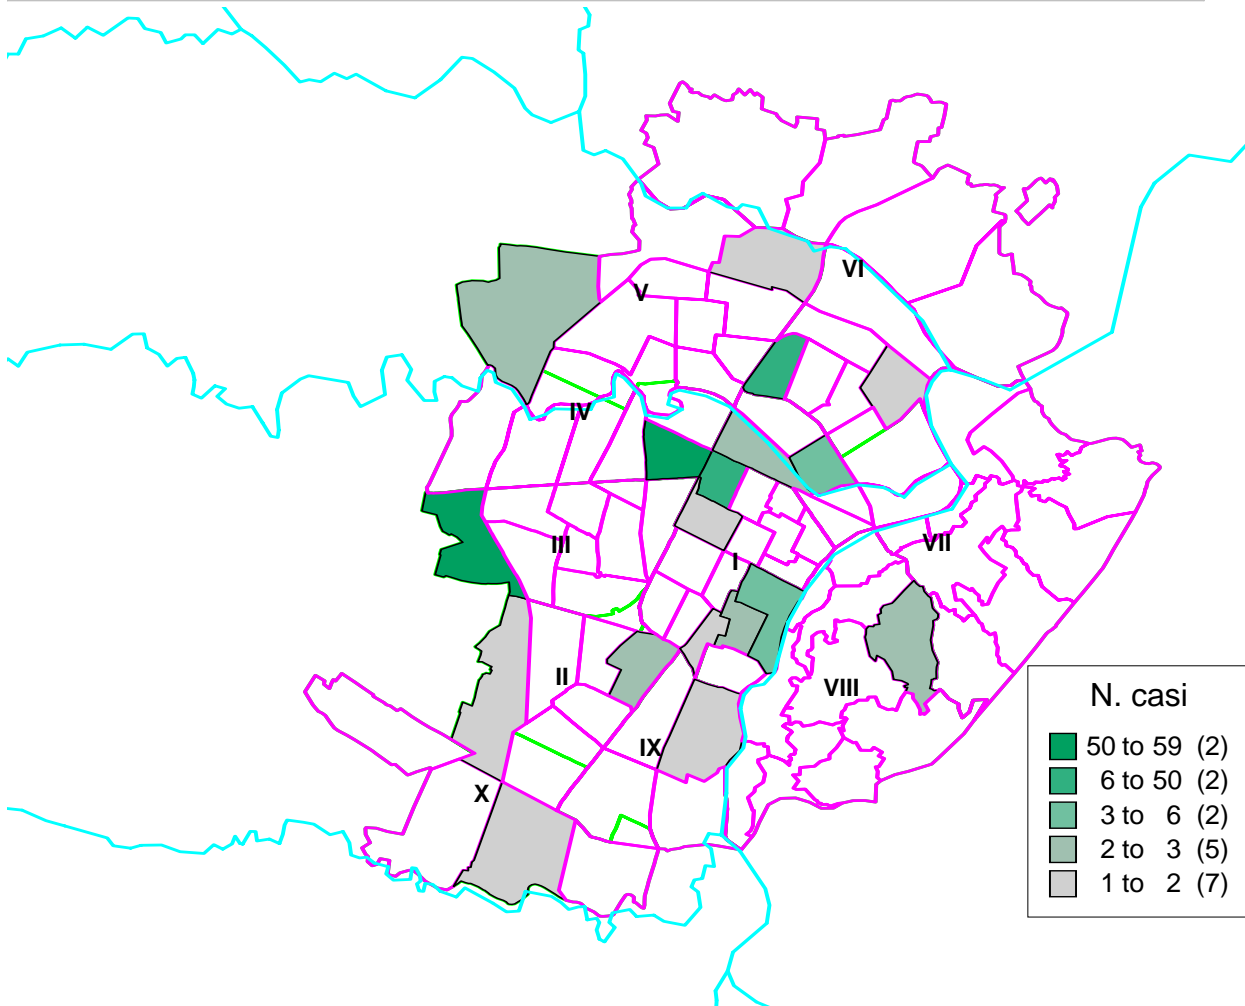 VI
V
IV
III
VII
I
II
VIII
IX
X
N. casi
50 to 59 (2)
6 to 50 (2)
3 to 6 (2)
2 to 3 (5)
1 to 2 (7)